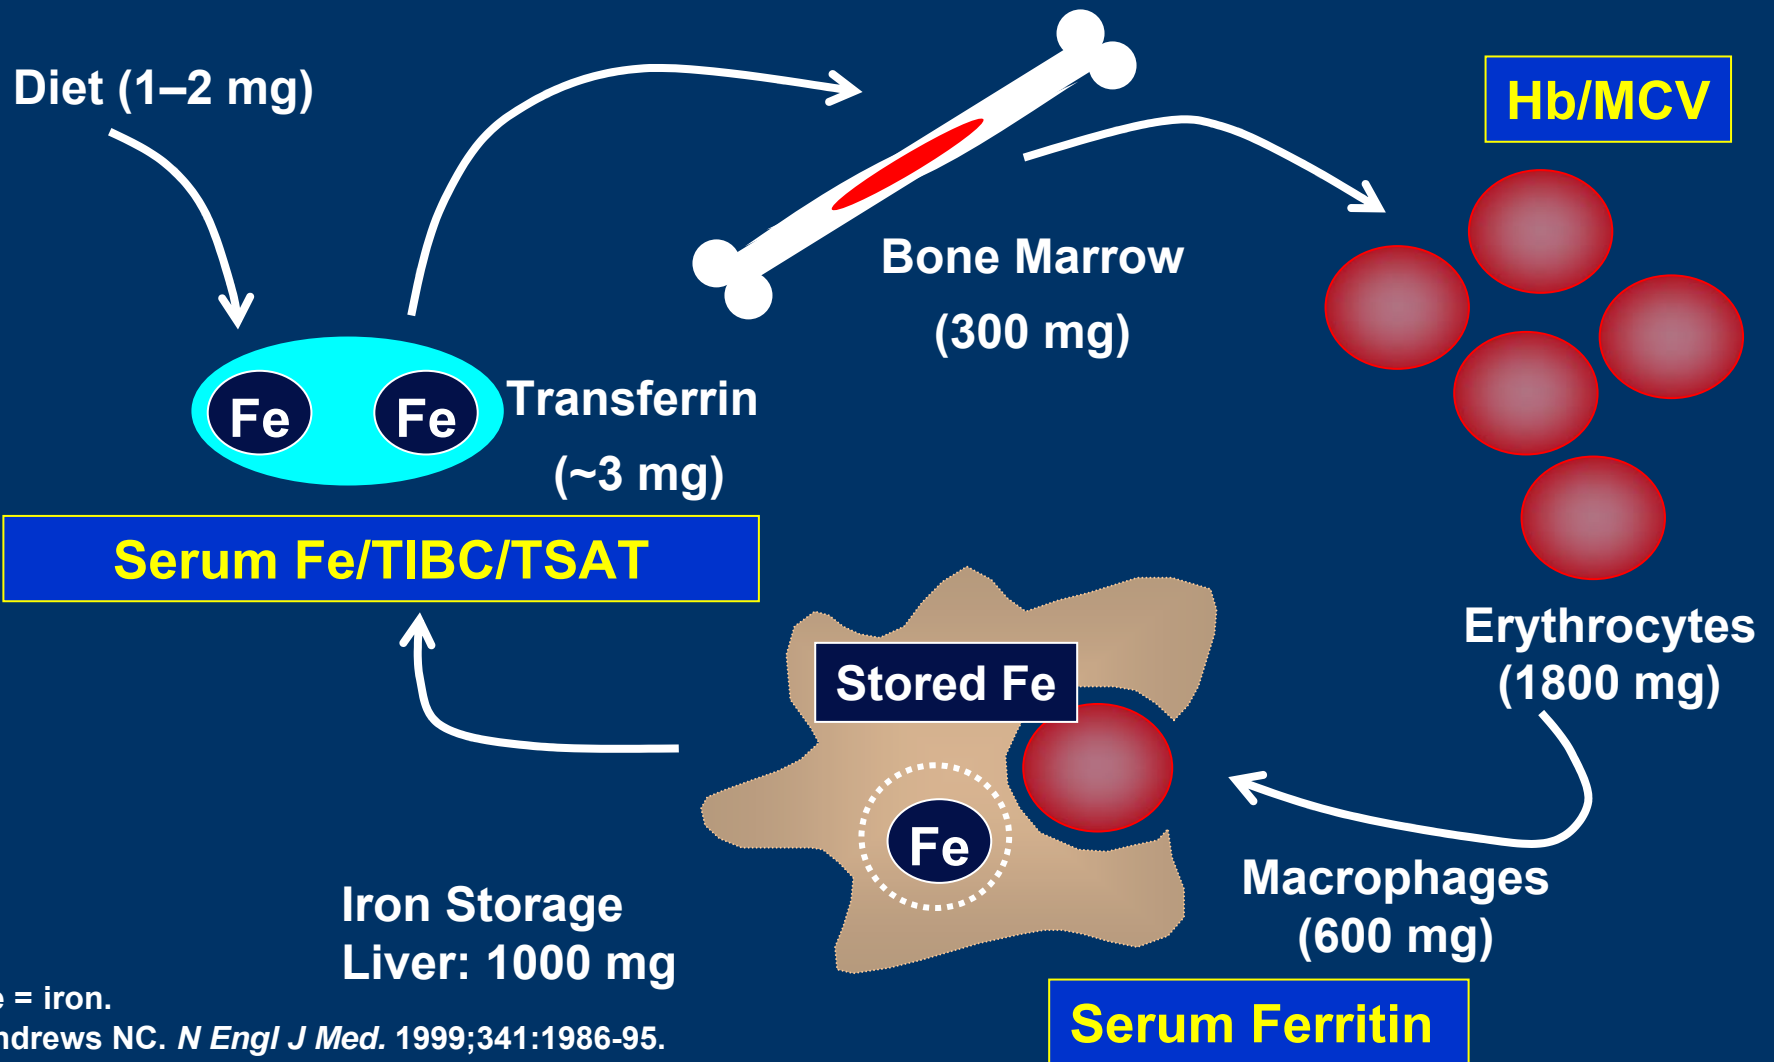 Diet (1–2 mg)
Hb/MCV
Bone Marrow
(300 mg)
Fe
Fe
Transferrin
(~3 mg)
Serum Fe/TIBC/TSAT
Erythrocytes
(1800 mg)
Stored Fe
Fe
Macrophages
(600 mg)
Iron Storage
Liver: 1000 mg
Serum Ferritin
e = iron.
ndrews NC. N Engl J Med. 1999;341:1986-95.